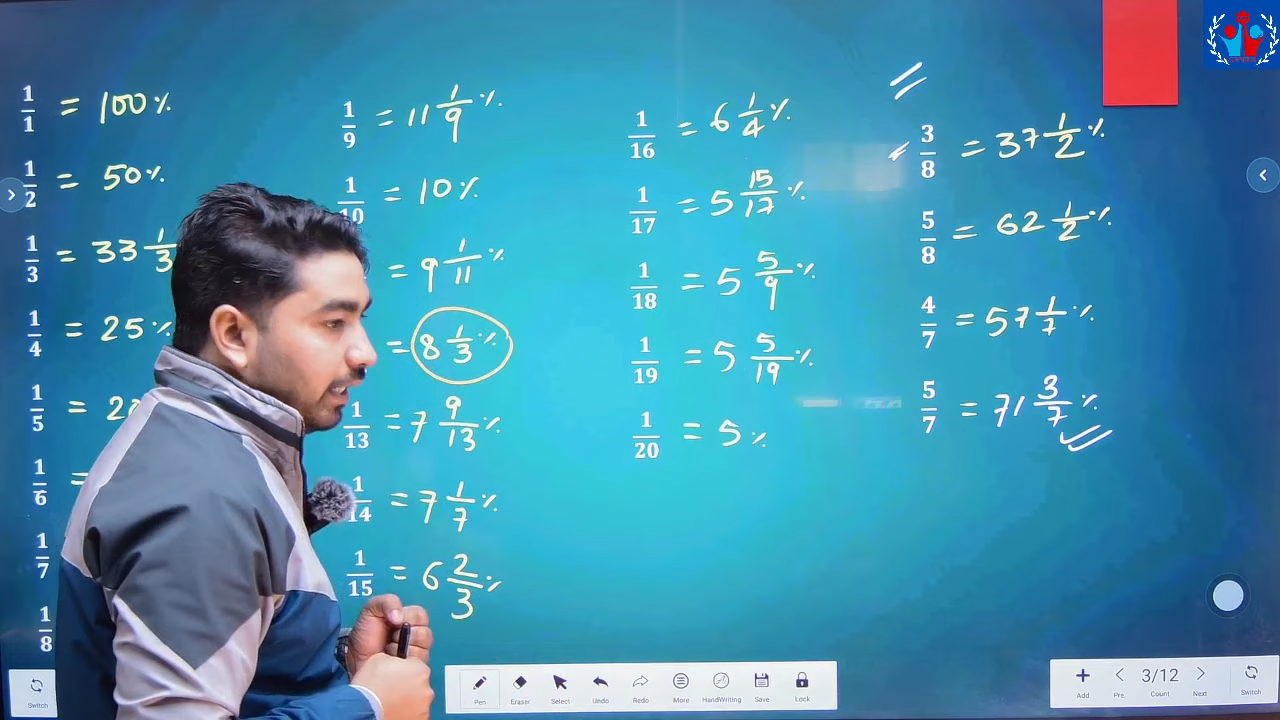 1/1 = 100%
1/2 = 50%
1/3 = 33 1/3
1/4 = 25%
1/5 = 20
1/6 =
1/7
1/8
1/9 = 11 1/9 %
1/10 = 10%
= 9 1/11 %
= 8 1/3 %
1/13 = 7 9/13 %
1/14 = 7 1/7 %
1/15 = 6 2/3 %
1/16 = 6 1/4 %
1/17 = 5 15/17 %
1/18 = 5 5/9 %
1/19 = 5 5/19 %
1/20 = 5%
3/8 = 37 1/2 %
5/8 = 62 1/2 %
4/7 = 57 1/7 %
5/7 = 71 3/7 %
Switch
Pen Eraser Select Undo Redo More HandWriting Save Lock
3/12
Add Pre. Count Next Switch